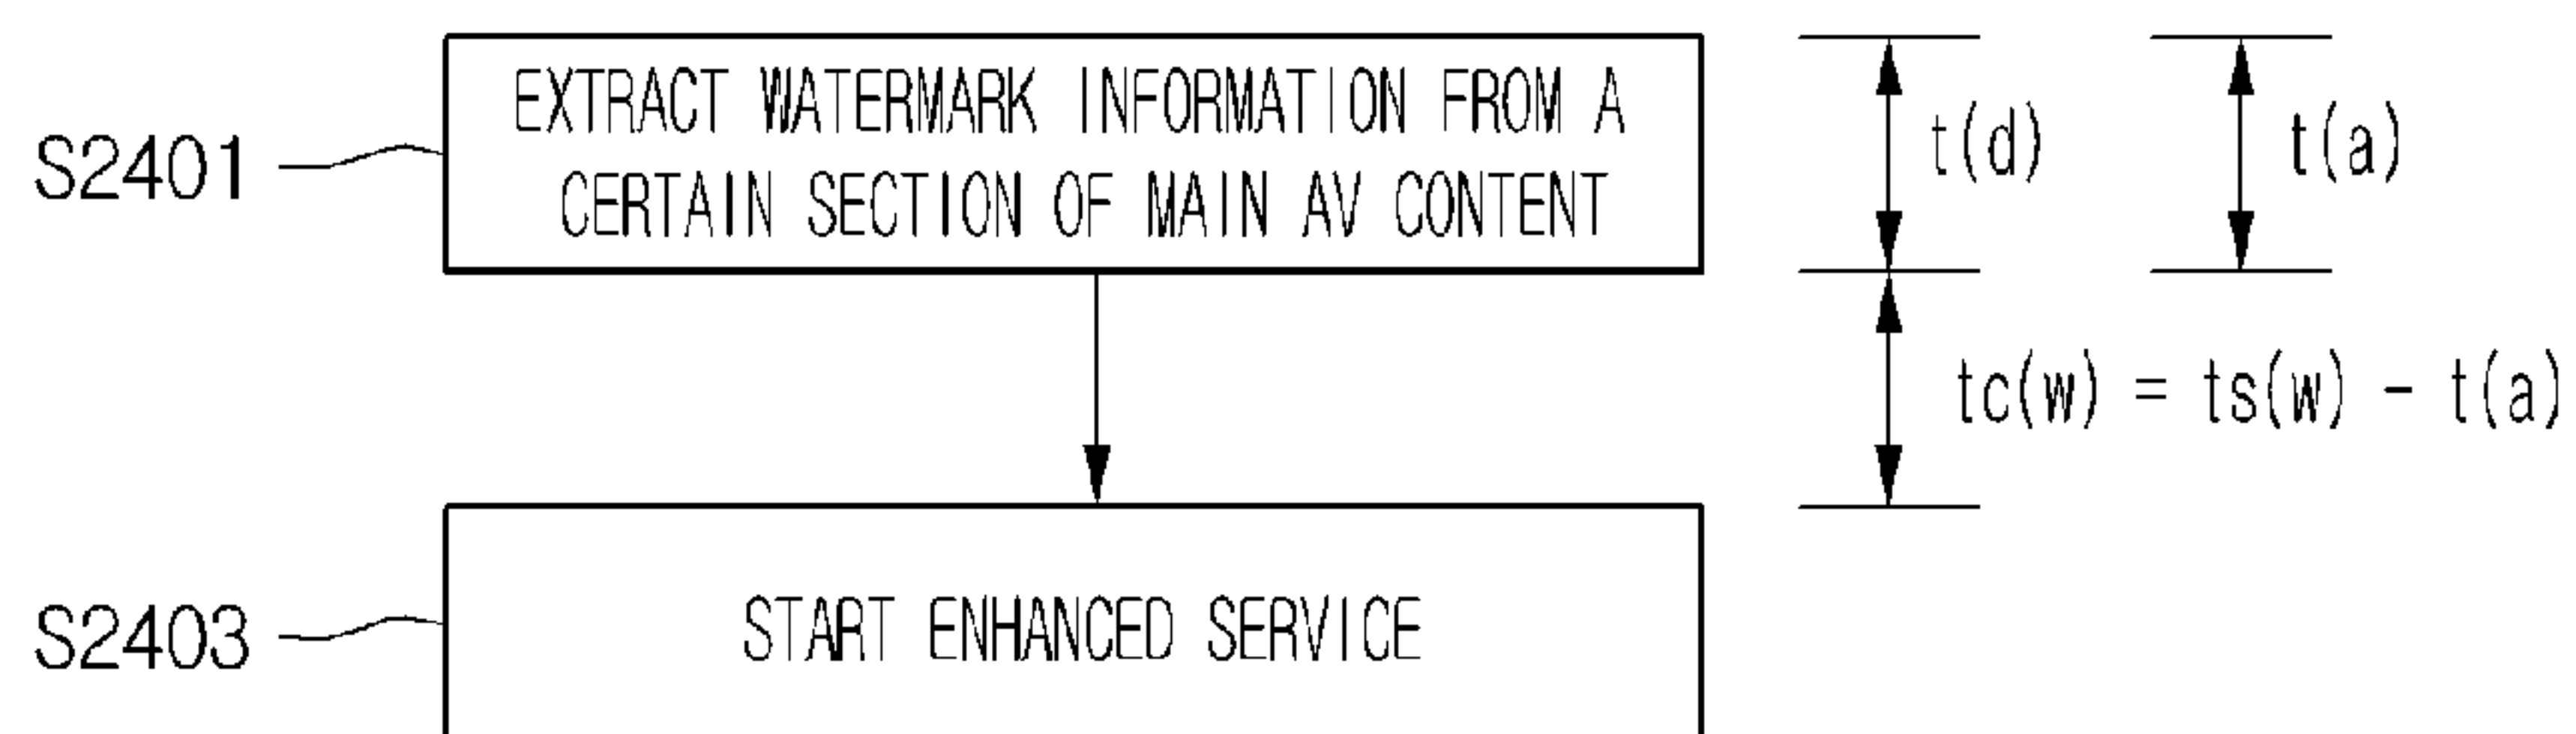 EXTRACT WATERMARK INFORMATION FROM A
CERTAIN SECTION OF MAIN AV CONTENT
S2401
t(d)
t(a)
tc(w) = ts(w) - t(a)
START ENHANCED SERVICE
S2403